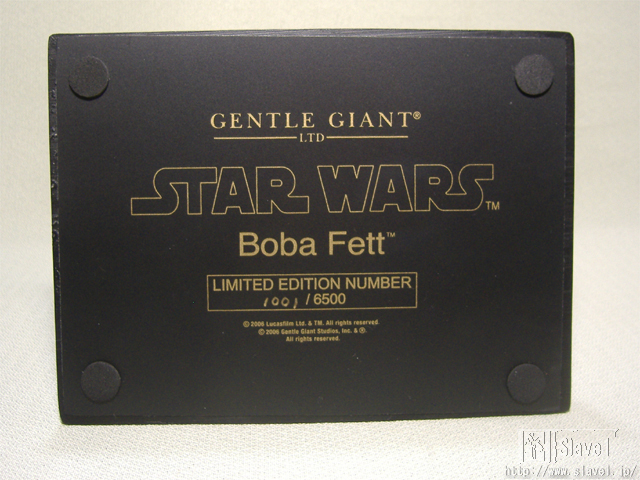 GENTLE GIANT®
LTD
STAR WARS™
Boba Fett™
LIMITED EDITION NUMBER
1001 / 6500
© 2006 Lucasfilm Ltd. & TM. All rights reserved
© 2006 Gentle Giant Studios, Inc. & ®.
All rights reserved.
Slave1
http://www.slave1.jp/